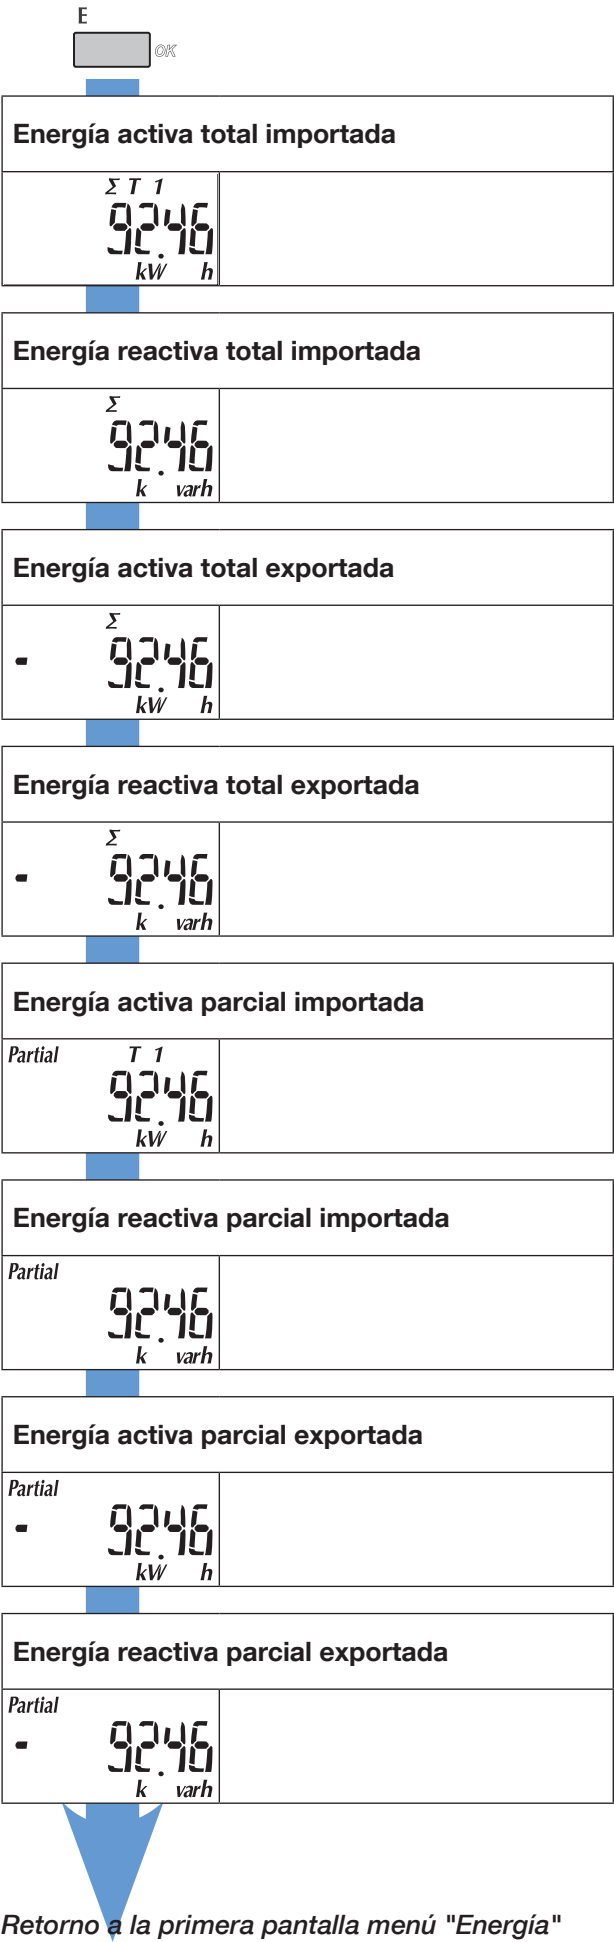 E
OK
Energía activa total importada
Σ T 1
92.46
kW h
Energía reactiva total importada
Σ
92.46
k varh
Energía activa total exportada
Σ
- 92.46
kW h
Energía reactiva total exportada
Σ
- 92.46
k varh
Energía activa parcial importada
Partial T 1
92.46
kW h
Energía reactiva parcial importada
Partial
92.46
k varh
Energía activa parcial exportada
Partial
- 92.46
kW h
Energía reactiva parcial exportada
Partial
- 92.46
k varh
Retorno a la primera pantalla menú "Energía"